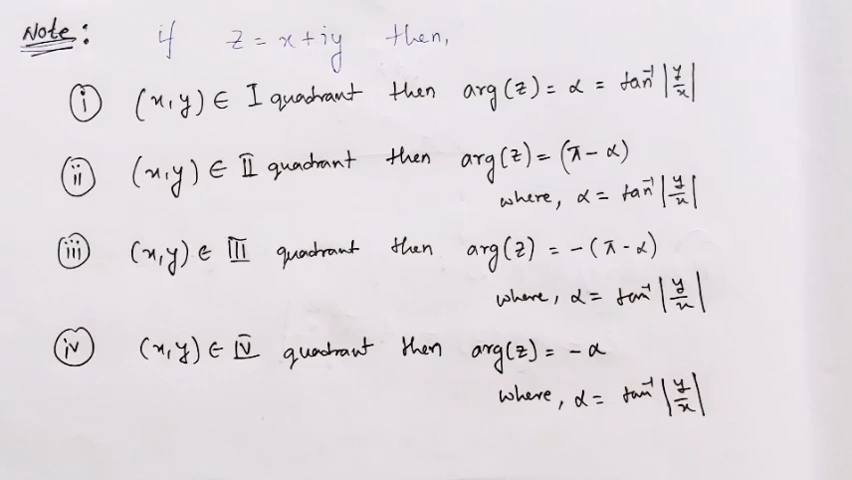 Note: if z = x + iy then,
(i) (x, y) ∈ I quadrant then arg(z) = α = tan⁻¹ |y/x|
(ii) (x, y) ∈ II quadrant then arg(z) = (π - α)
where, α = tan⁻¹ |y/x|
(iii) (x, y) ∈ III quadrant then arg(z) = -(π - α)
where, α = tan⁻¹ |y/x|
(iv) (x, y) ∈ IV quadrant then arg(z) = -α
where, α = tan⁻¹ |y/x|